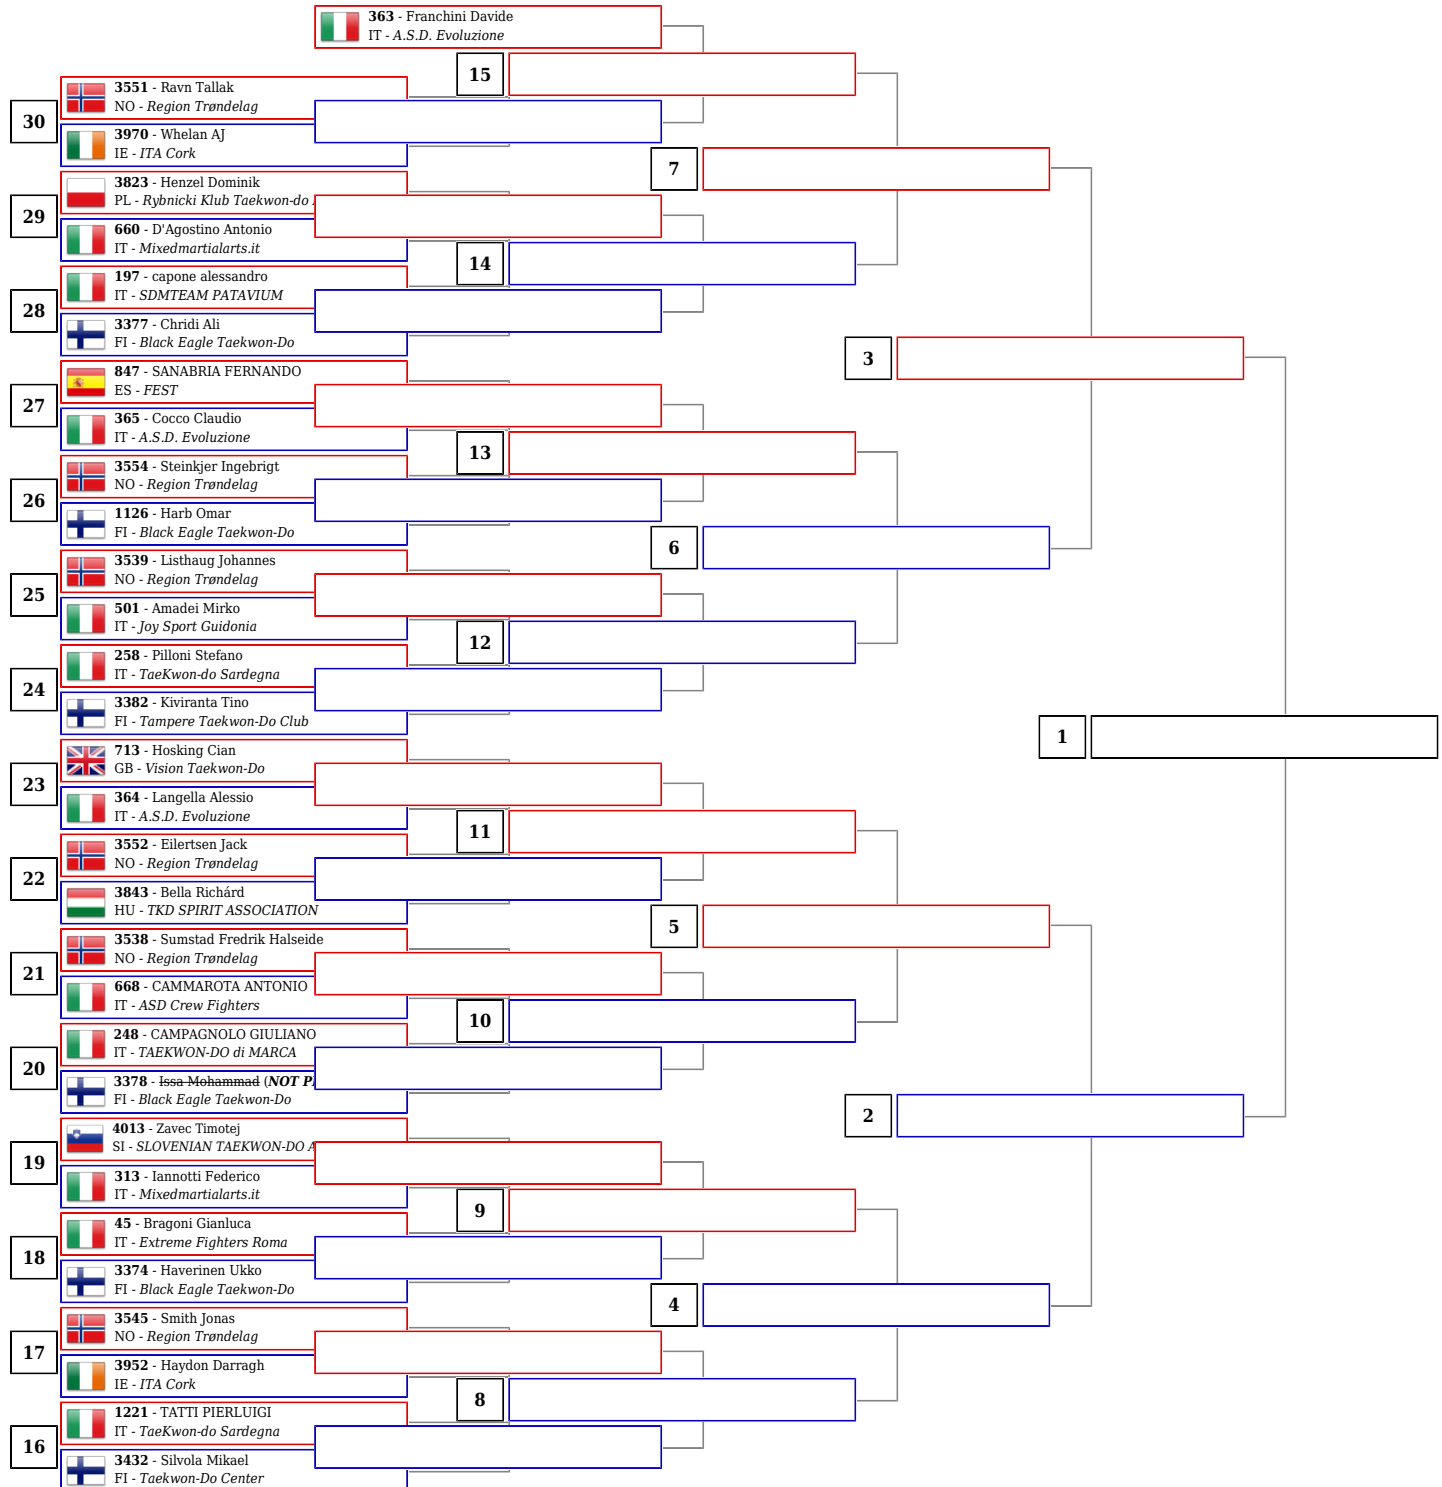 363 - Franchini Davide
IT - A.S.D. Evoluzione
15
3551 - Ravn Tallak
NO - Region Trøndelag
30
3970 - Whelan AJ
IE - ITA Cork
7
3823 - Henzel Dominik
PL - Rybnicki Klub Taekwon-do
29
660 - D'Agostino Antonio
IT - Mixedmartialarts.it
14
197 - capone alessandro
IT - SDMTEAM PATAVIUM
28
3377 - Chridi Ali
FI - Black Eagle Taekwon-Do
3
847 - SANABRIA FERNANDO
ES - FEST
27
365 - Cocco Claudio
IT - A.S.D. Evoluzione
13
3554 - Steinkjer Ingebrigt
NO - Region Trøndelag
26
1126 - Harb Omar
FI - Black Eagle Taekwon-Do
6
3539 - Listhaug Johannes
NO - Region Trøndelag
25
501 - Amadei Mirko
IT - Joy Sport Guidonia
12
258 - Pilloni Stefano
IT - TaeKwon-do Sardegna
24
3382 - Kiviranta Tino
FI - Tampere Taekwon-Do Club
1
713 - Hosking Cian
GB - Vision Taekwon-Do
23
364 - Langella Alessio
IT - A.S.D. Evoluzione
11
3552 - Eilertsen Jack
NO - Region Trøndelag
22
3843 - Bella Richárd
HU - TKD SPIRIT ASSOCIATION
5
3538 - Sumstad Fredrik Halseide
NO - Region Trøndelag
21
668 - CAMMAROTA ANTONIO
IT - ASD Crew Fighters
10
248 - CAMPAGNOLO GIULIANO
IT - TAEKWON-DO di MARCA
20
3378 - Issa Mohammad (NOT
FI - Black Eagle Taekwon-Do
2
4013 - Zavec Timotej
SI - SLOVENIAN TAEKWON-DO
19
313 - Iannotti Federico
IT - Mixedmartialarts.it
9
45 - Bragoni Gianluca
IT - Extreme Fighters Roma
18
3374 - Haverinen Ukko
FI - Black Eagle Taekwon-Do
4
3545 - Smith Jonas
NO - Region Trøndelag
17
3952 - Haydon Darragh
IE - ITA Cork
8
1221 - TATTI PIERLUIGI
IT - TaeKwon-do Sardegna
16
3432 - Silvola Mikael
FI - Taekwon-Do Center